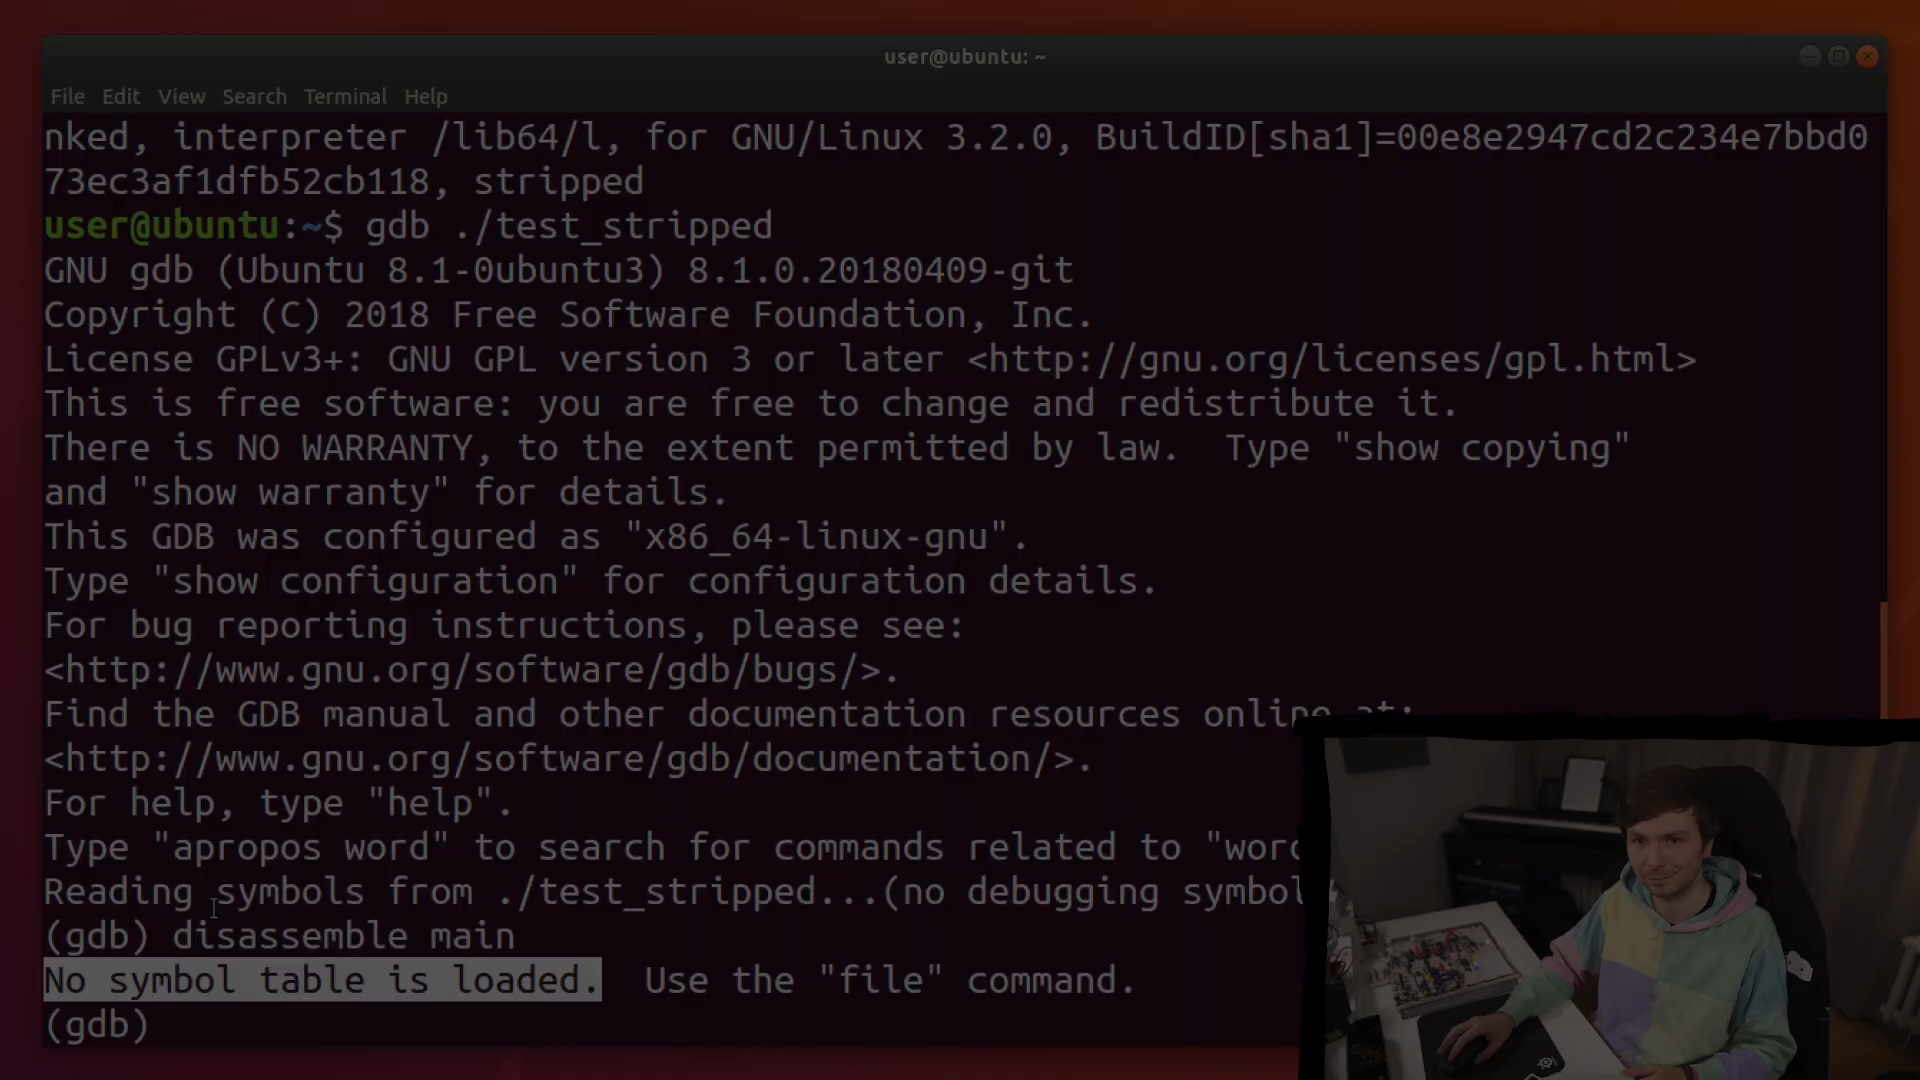 user@ubuntu: ~
File Edit View Search Terminal Help
nked, interpreter /lib64/l, for GNU/Linux 3.2.0, BuildID[sha1]=00e8e2947cd2c234e7bbd0
73ec3af1dfb52cb118, stripped
user@ubuntu:~$ gdb ./test_stripped
GNU gdb (Ubuntu 8.1-0ubuntu3) 8.1.0.20180409-git
Copyright (C) 2018 Free Software Foundation, Inc.
License GPLv3+: GNU GPL version 3 or later <http://gnu.org/licenses/gpl.html>
This is free software: you are free to change and redistribute it.
There is NO WARRANTY, to the extent permitted by law.  Type "show copying"
and "show warranty" for details.
This GDB was configured as "x86_64-linux-gnu".
Type "show configuration" for configuration details.
For bug reporting instructions, please see:
<http://www.gnu.org/software/gdb/bugs/>.
Find the GDB manual and other documentation resources online at:
<http://www.gnu.org/software/gdb/documentation/>.
For help, type "help".
Type "apropos word" to search for commands related to "word
Reading symbols from ./test_stripped...(no debugging symbol
(gdb) disassemble main
No symbol table is loaded.  Use the "file" command.
(gdb)